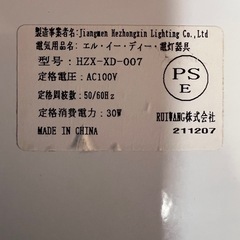 製造事業者名:Jiangmen Hezhongxin Lighting Co.,Ltd
電気用品名:エル・イー・ディー・電灯器具
型号:HZX-XD-007
定格電圧:AC100V
定格周波数:50/60Hz
定格消費電力:30W
MADE IN CHINA
PS
E
RUIWANG株式会社
211207